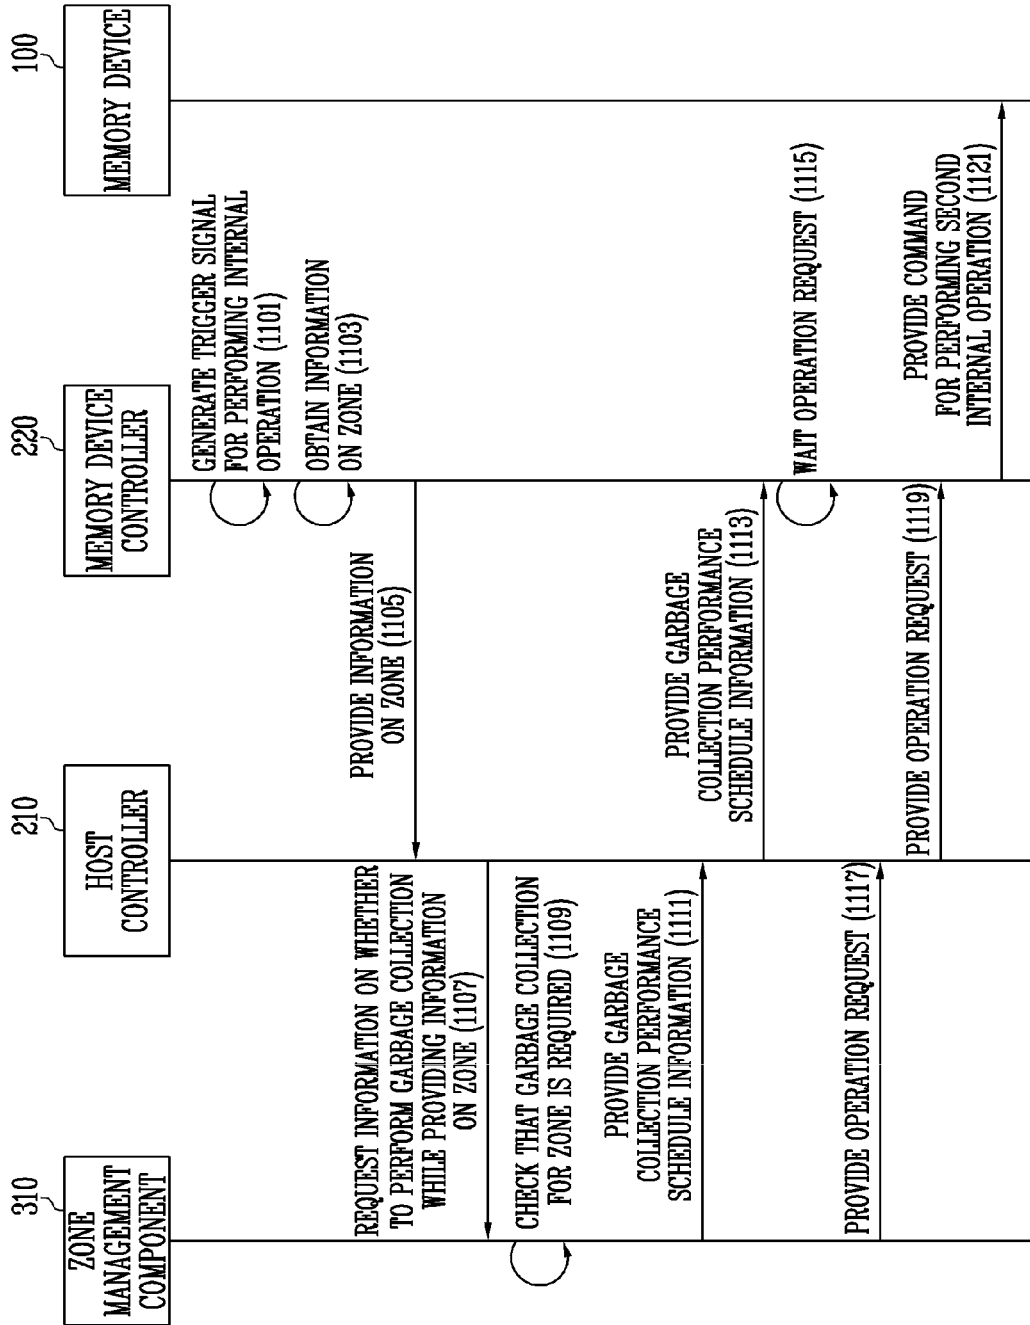 310
210
220
100
ZONE
MANAGEMENT
COMPONENT
HOST
CONTROLLER
MEMORY DEVICE
CONTROLLER
MEMORY DEVICE
GENERATE TRIGGER SIGNAL
FOR PERFORMING INTERNAL
OPERATION (1101)
OBTAIN INFORMATION
ON ZONE (1103)
PROVIDE INFORMATION
ON ZONE (1105)
REQUEST INFORMATION ON WHETHER
TO PERFORM GARBAGE COLLECTION
WHILE PROVIDING INFORMATION
ON ZONE (1107)
CHECK THAT GARBAGE COLLECTION
FOR ZONE IS REQUIRED (1109)
PROVIDE GARBAGE
COLLECTION PERFORMANCE
SCHEDULE INFORMATION (1111)
PROVIDE GARBAGE
COLLECTION PERFORMANCE
SCHEDULE INFORMATION (1113)
WAIT OPERATION REQUEST (1115)
PROVIDE OPERATION REQUEST (1117)
PROVIDE OPERATION REQUEST (1119)
PROVIDE COMMAND
FOR PERFORMING SECOND
INTERNAL OPERATION (1121)